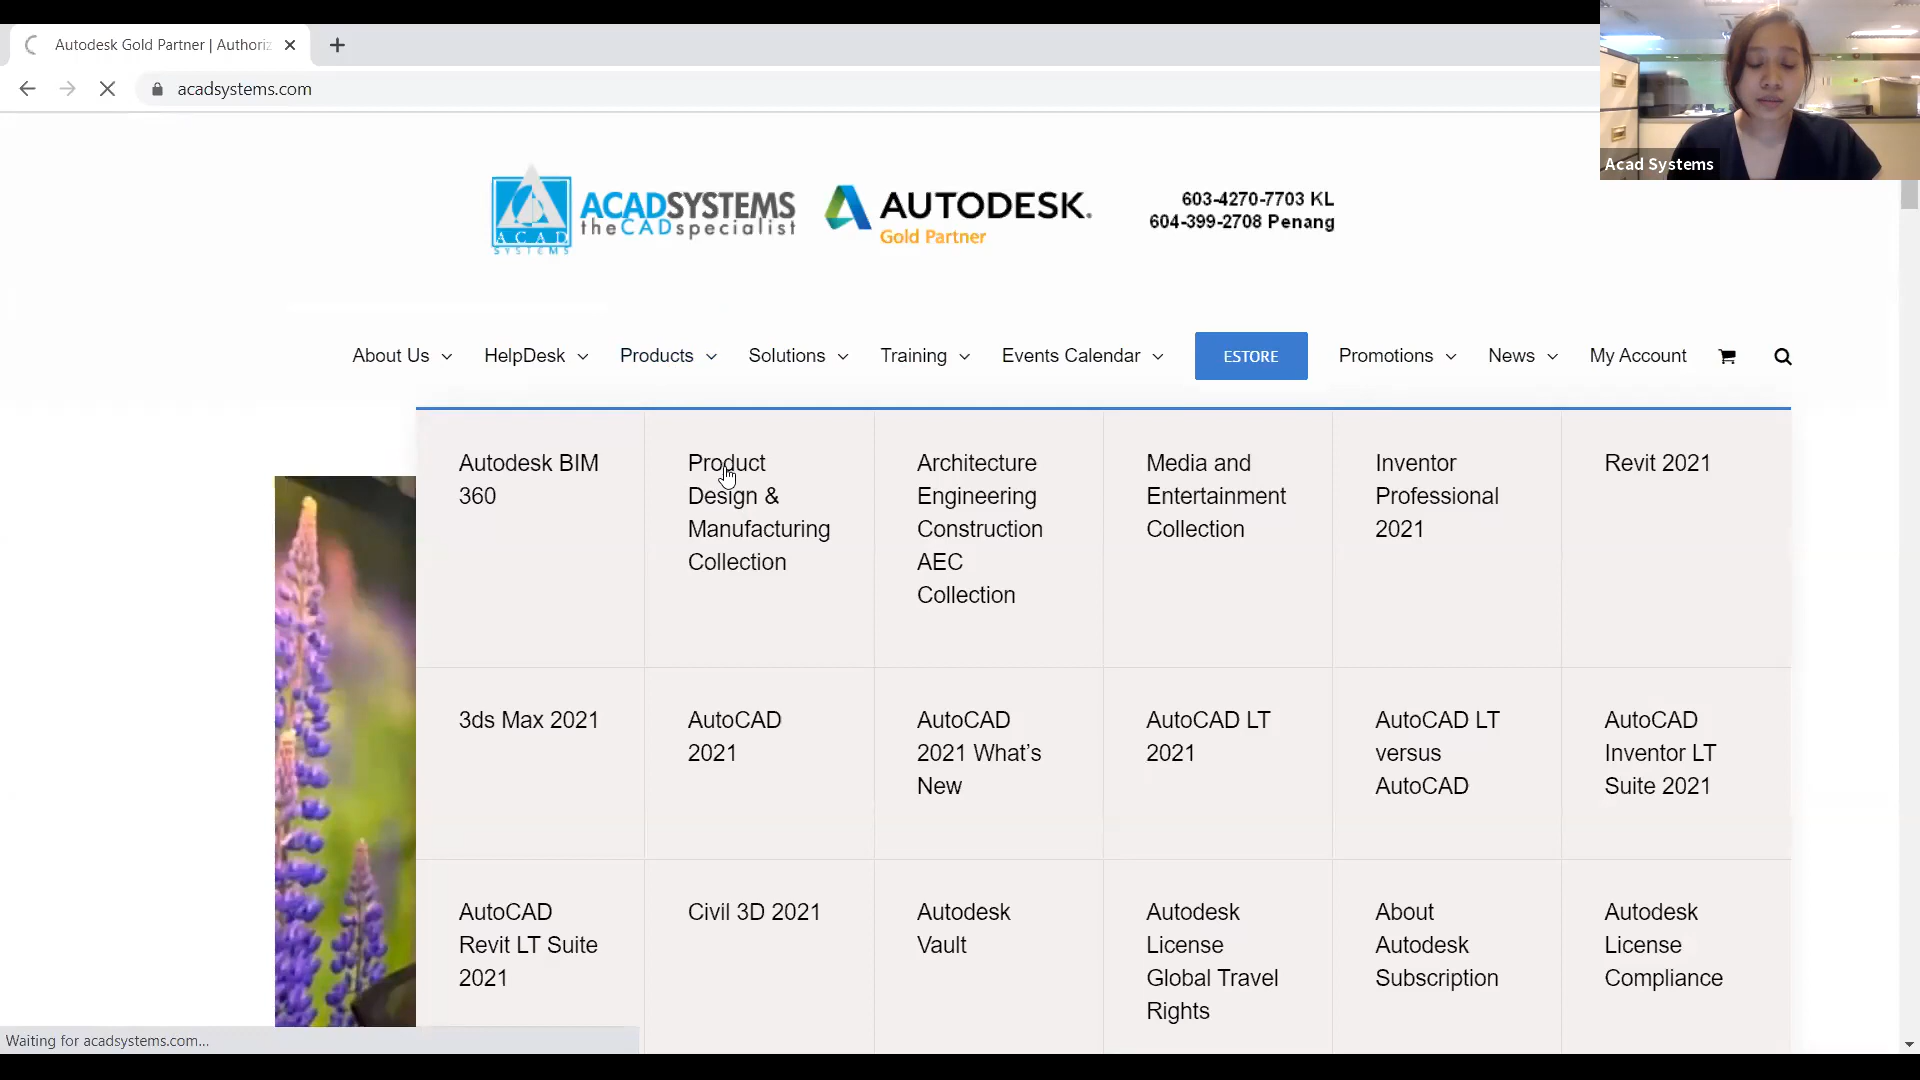 Autodesk Gold Partner | Authoriz
acadsystems.com
Acad Systems
ACAD
SYSTEMS
ACADSYSTEMS
theCADspecialist
AUTODESK.
Gold Partner
603-4270-7703 KL
604-399-2708 Penang
About Us
HelpDesk
Products
Solutions
Training
Events Calendar
ESTORE
Promotions
News
My Account
Autodesk BIM
360
Product
Design &
Manufacturing
Collection
Architecture
Engineering
Construction
AEC
Collection
Media and
Entertainment
Collection
Inventor
Professional
2021
Revit 2021
3ds Max 2021
AutoCAD
2021
AutoCAD
2021 What's
New
AutoCAD LT
2021
AutoCAD LT
versus
AutoCAD
AutoCAD
Inventor LT
Suite 2021
AutoCAD
Revit LT Suite
2021
Civil 3D 2021
Autodesk
Vault
Autodesk
License
Global Travel
Rights
About
Autodesk
Subscription
Autodesk
License
Compliance
Waiting for acadsystems.com...